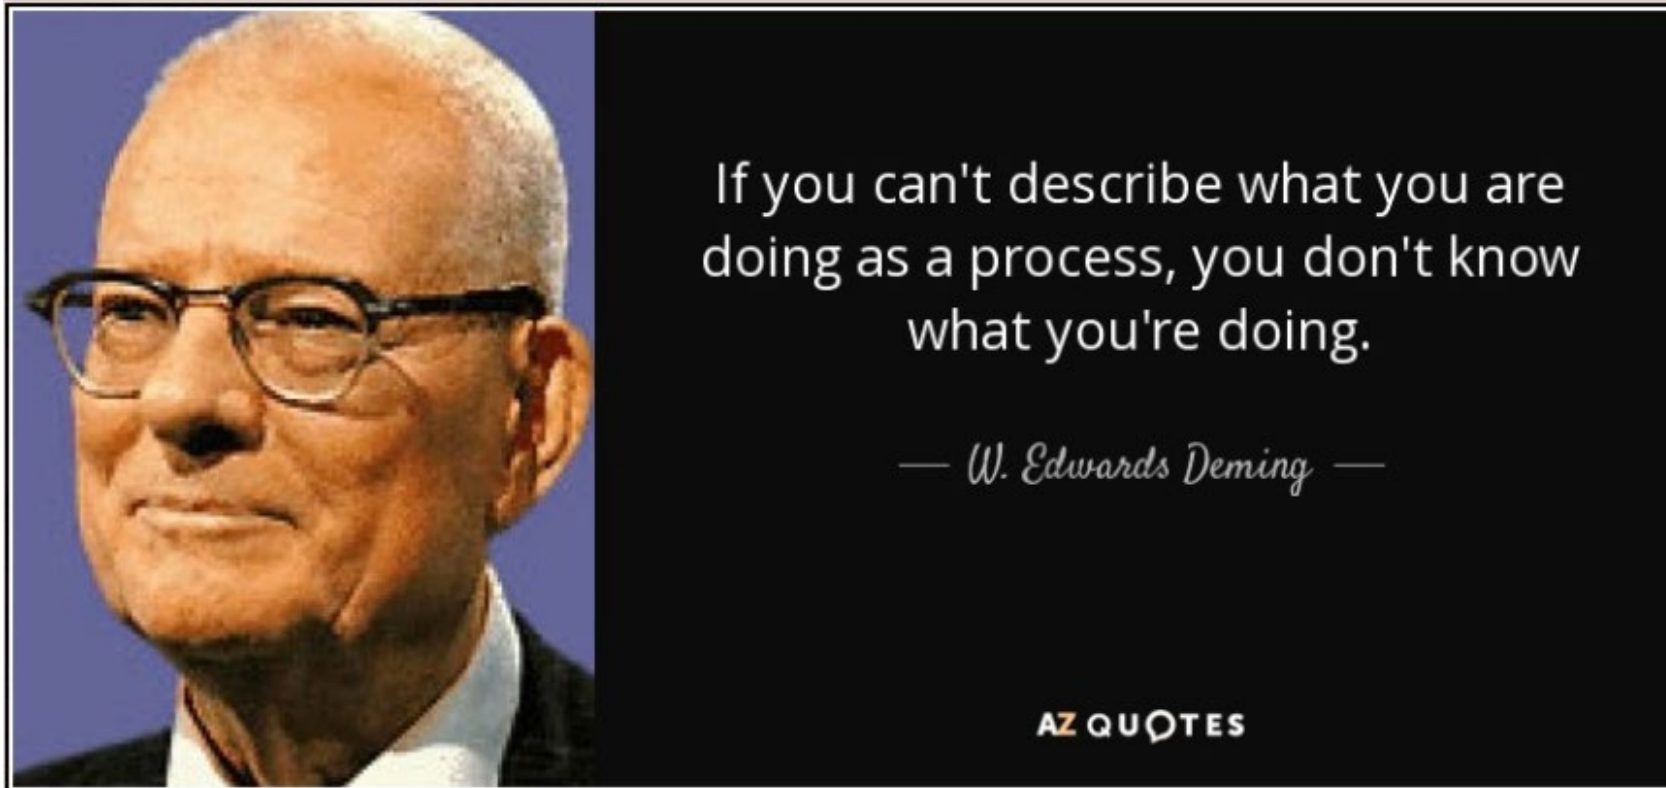 If you can't describe what you are
doing as a process, you don't know
what you're doing.
— W. Edwards Deming —
AZ QUOTES